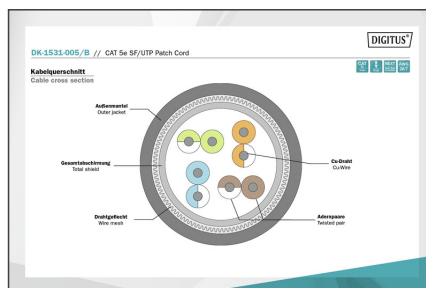 DIGITUS®
DK-1531-005/B // CAT 5e SF/UTP Patch Cord
Kabelquerschnitt
Cable cross section
Außenmantel
Outer jacket
Gesamtabschirmung
Total shield
Cu-Draht
Cu-Wire
Drahtgeflecht
Wire mesh
Adernpaare
Twisted pair